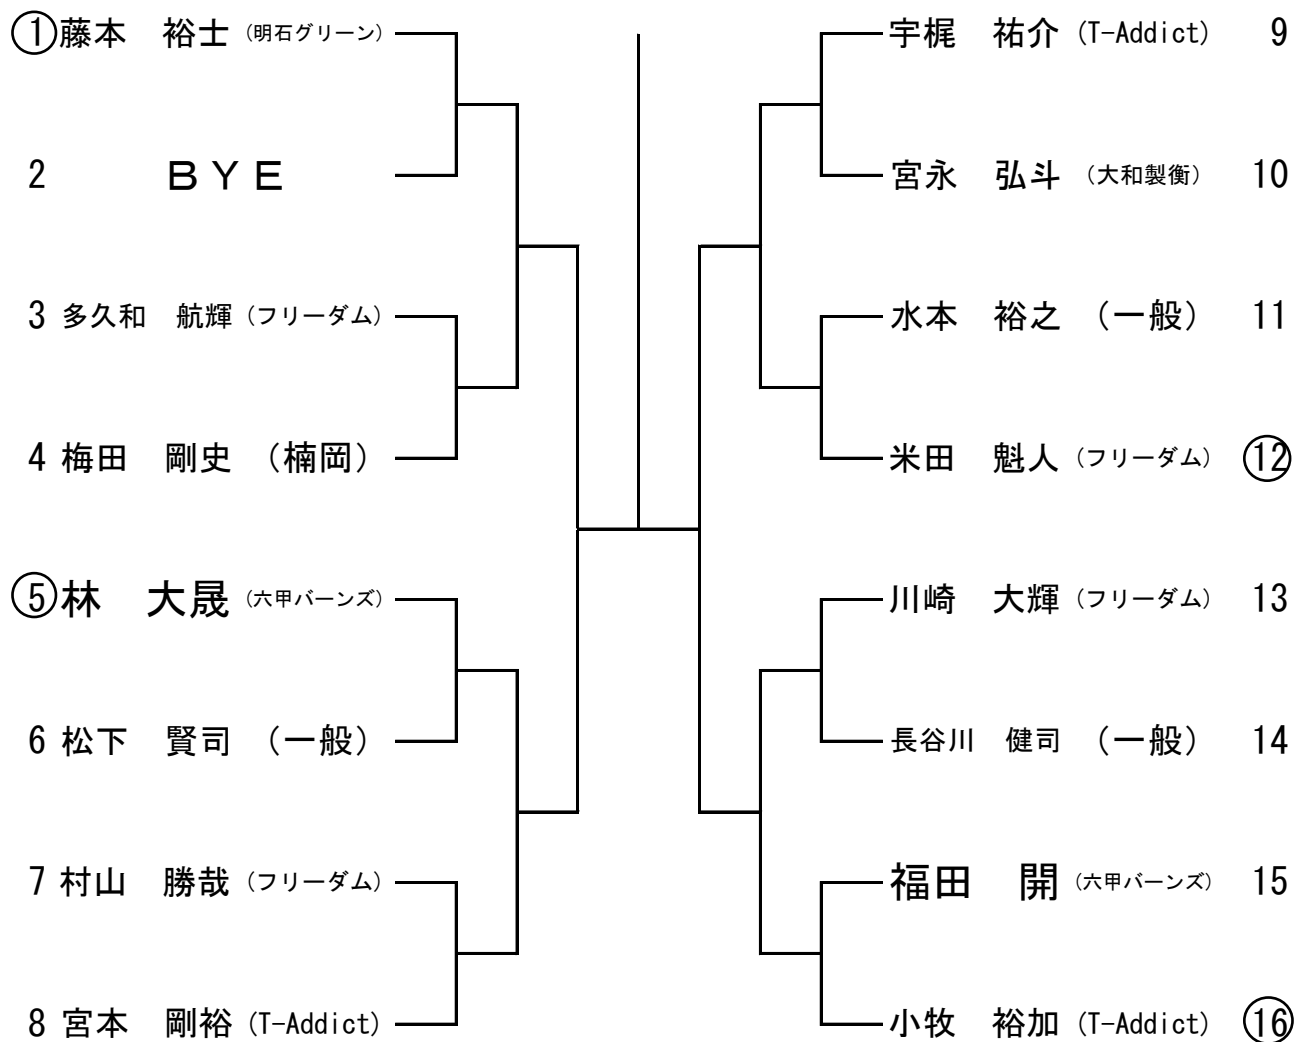 ①藤本　裕士（明石グリーン）
2　ＢＹＥ
3 多久和　航輝（フリーダム）
4 梅田　剛史（楠岡）
⑤林　大晟（六甲バーンズ）
6 松下　賢司（一般）
7 村山　勝哉（フリーダム）
8 宮本　剛裕（T-Addict）
宇梶　祐介（T-Addict） 9
宮永　弘斗（大和製衡） 10
水本　裕之（一般） 11
米田　魁人（フリーダム） ⑫
川崎　大輝（フリーダム） 13
長谷川　健司（一般） 14
福田　開（六甲バーンズ） 15
小牧　裕加（T-Addict） ⑯